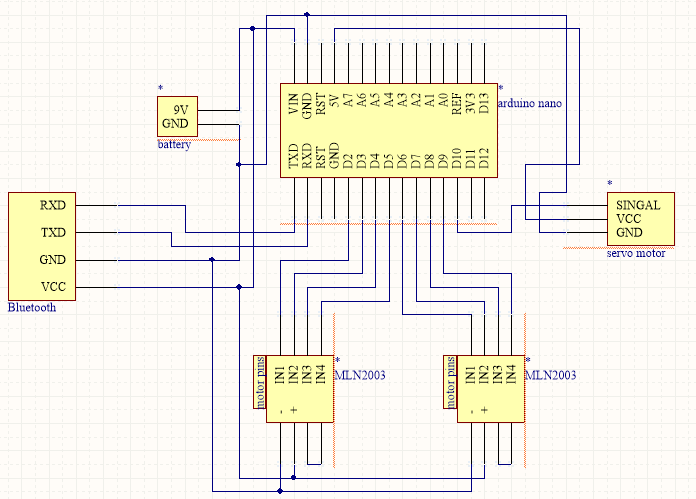 VIN GND RST 5V A7 A6 A5 A4 A3 A2 A1 A0 REF 3V3 D13
*
arduino nano
TXD RXD RST GND D2 D3 D4 D5 D6 D7 D8 D9 D10 D11 D12
*
9V
GND
battery
RXD
TXD
GND
VCC
Bluetooth
*
SINGAL
VCC
GND
servo motor
motor pins
IN1 IN2 IN3 IN4
- +
*
MLN2003
motor pins
IN1 IN2 IN3 IN4
- +
*
MLN2003